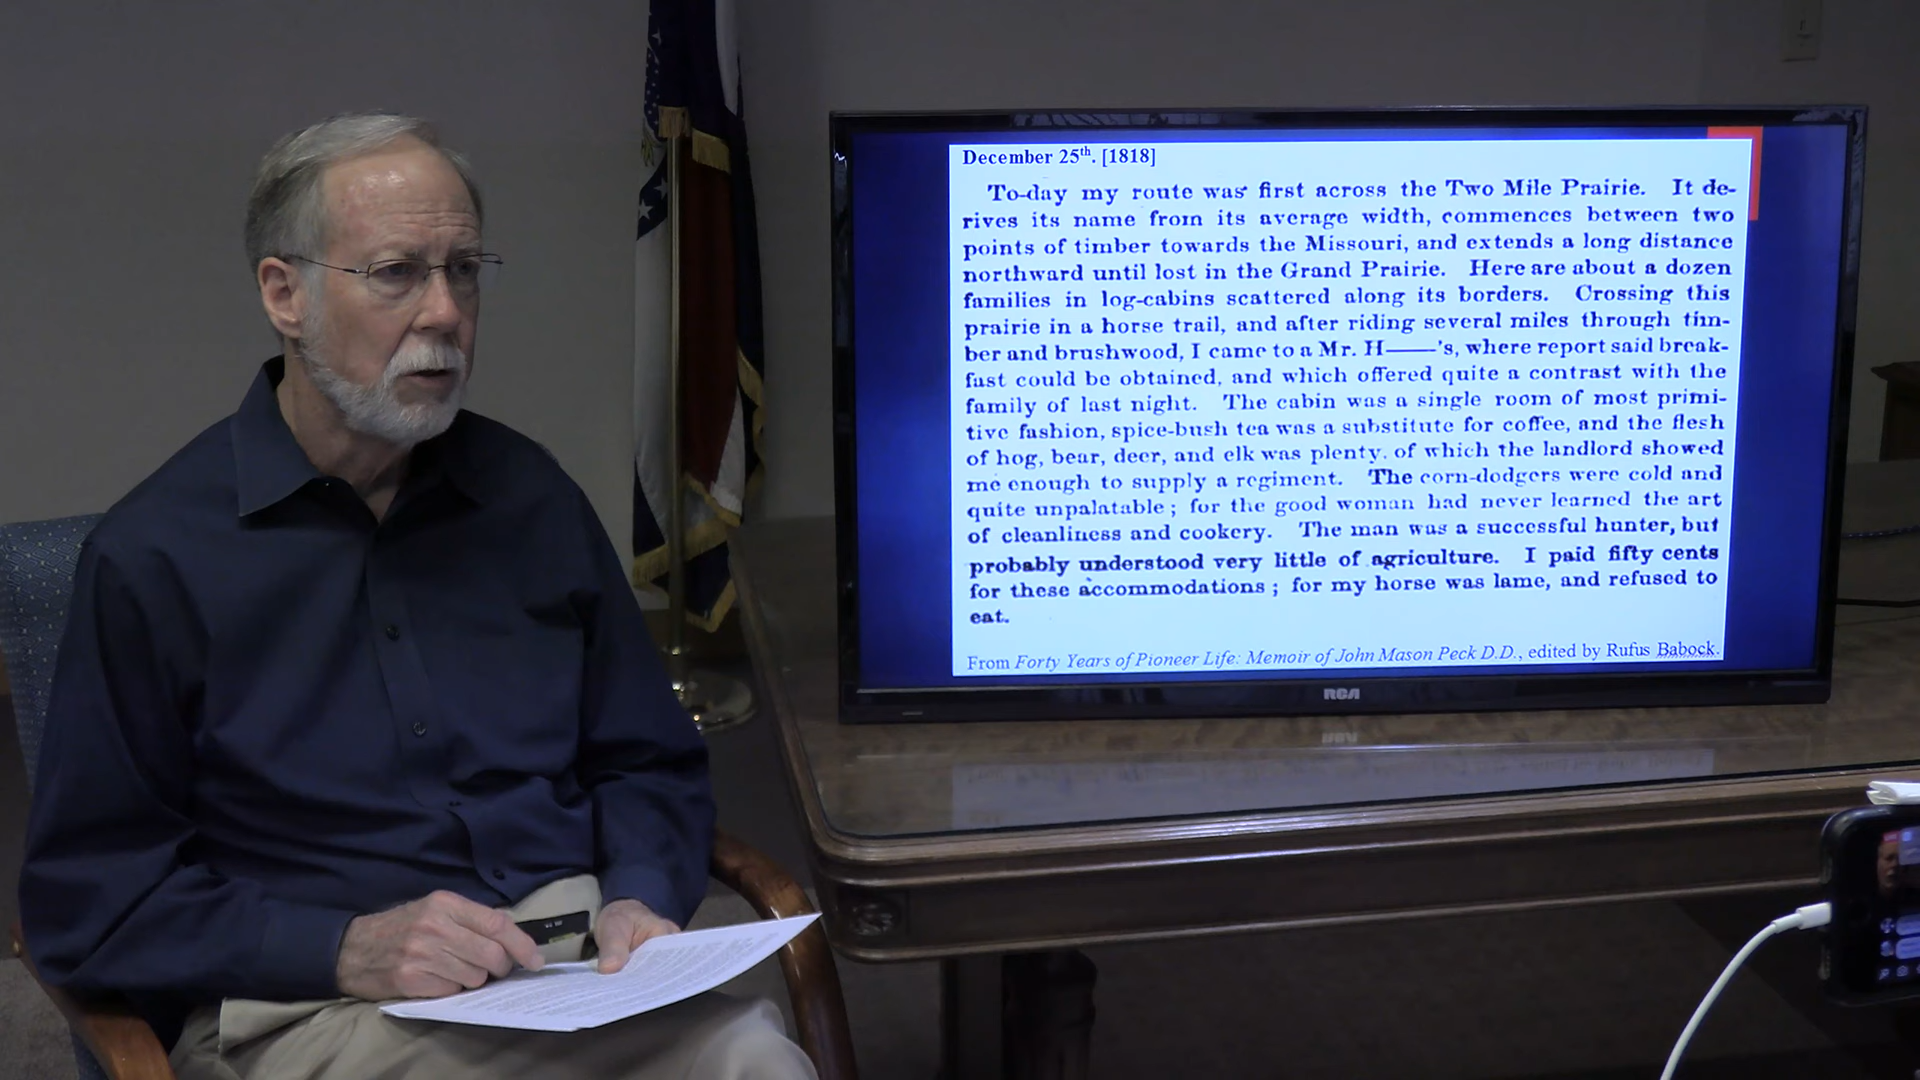 December 25th. [1818]
To-day my route was first across the Two Mile Prairie. It de-
rives its name from its average width, commences between two
points of timber towards the Missouri, and extends a long distance
northward until lost in the Grand Prairie. Here are about a dozen
families in log-cabins scattered along its borders. Crossing this
prairie in a horse trail, and after riding several miles through tim-
ber and brushwood, I came to a Mr. H——'s, where report said break-
fast could be obtained, and which offered quite a contrast with the
family of last night. The cabin was a single room of most primi-
tive fashion, spice-bush tea was a substitute for coffee, and the flesh
of hog, bear, deer, and elk was plenty, of which the landlord showed
me enough to supply a regiment. The corn-dodgers were cold and
quite unpalatable; for the good woman had never learned the art
of cleanliness and cookery. The man was a successful hunter, but
probably understood very little of agriculture. I paid fifty cents
for these accommodations; for my horse was lame, and refused to
eat.
From Forty Years of Pioneer Life: Memoir of John Mason Peck D.D., edited by Rufus Babock.
RCA